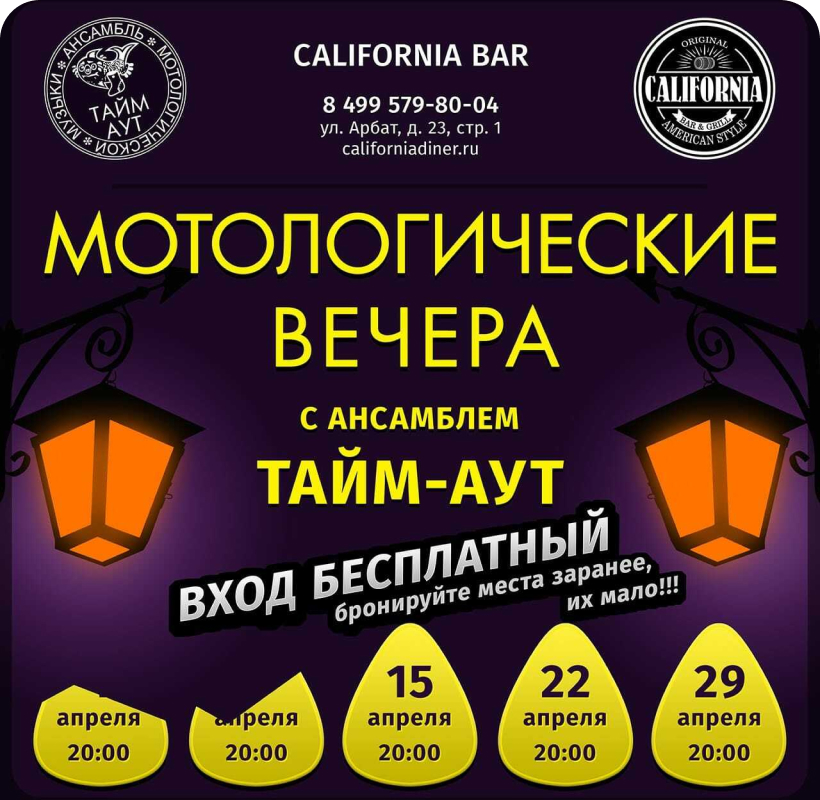 АНСАМБЛЬ * МОТОЛОГИЧЕСКОЙ * МУЗЫКИ *
ТАЙМ
АУТ
CALIFORNIA BAR
8 499 579-80-04
ул. Арбат, д. 23, стр. 1
californiadiner.ru
ORIGINAL
CALIFORNIA
BAR & GRILL
AMERICAN STYLE
МОТОЛОГИЧЕСКИЕ
ВЕЧЕРА
С АНСАМБЛЕМ
ТАЙМ-АУТ
ВХОД БЕСПЛАТНЫЙ
бронируйте места заранее,
их мало!!!
апреля
20:00
апреля
20:00
15
апреля
20:00
22
апреля
20:00
29
апреля
20:00